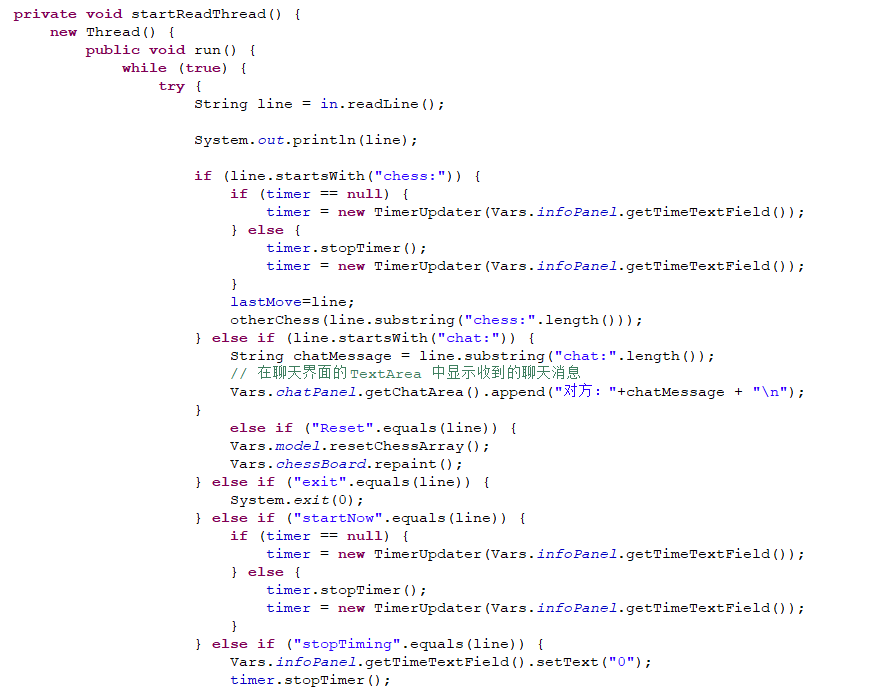 private void startReadThread() {
    new Thread() {
        public void run() {
            while (true) {
                try {
                    String line = in.readLine();

                    System.out.println(line);

                    if (line.startsWith("chess:")) {
                        if (timer == null) {
                            timer = new TimerUpdater(Vars.infoPanel.getTimeTextField());
                        } else {
                            timer.stopTimer();
                            timer = new TimerUpdater(Vars.infoPanel.getTimeTextField());
                        }
                        lastMove=line;
                        otherChess(line.substring("chess:".length()));
                    } else if (line.startsWith("chat:")) {
                        String chatMessage = line.substring("chat:".length());
                        // 在聊天界面的TextArea 中显示收到的聊天消息
                        Vars.chatPanel.getChatArea().append("对方："+chatMessage + "\n");
                    }
                        else if ("Reset".equals(line)) {
                        Vars.model.resetChessArray();
                        Vars.chessBoard.repaint();
                    } else if ("exit".equals(line)) {
                        System.exit(0);
                    } else if ("startNow".equals(line)) {
                        if (timer == null) {
                            timer = new TimerUpdater(Vars.infoPanel.getTimeTextField());
                        } else {
                            timer.stopTimer();
                            timer = new TimerUpdater(Vars.infoPanel.getTimeTextField());
                        }
                    } else if ("stopTiming".equals(line)) {
                        Vars.infoPanel.getTimeTextField().setText("0");
                        timer.stopTimer();